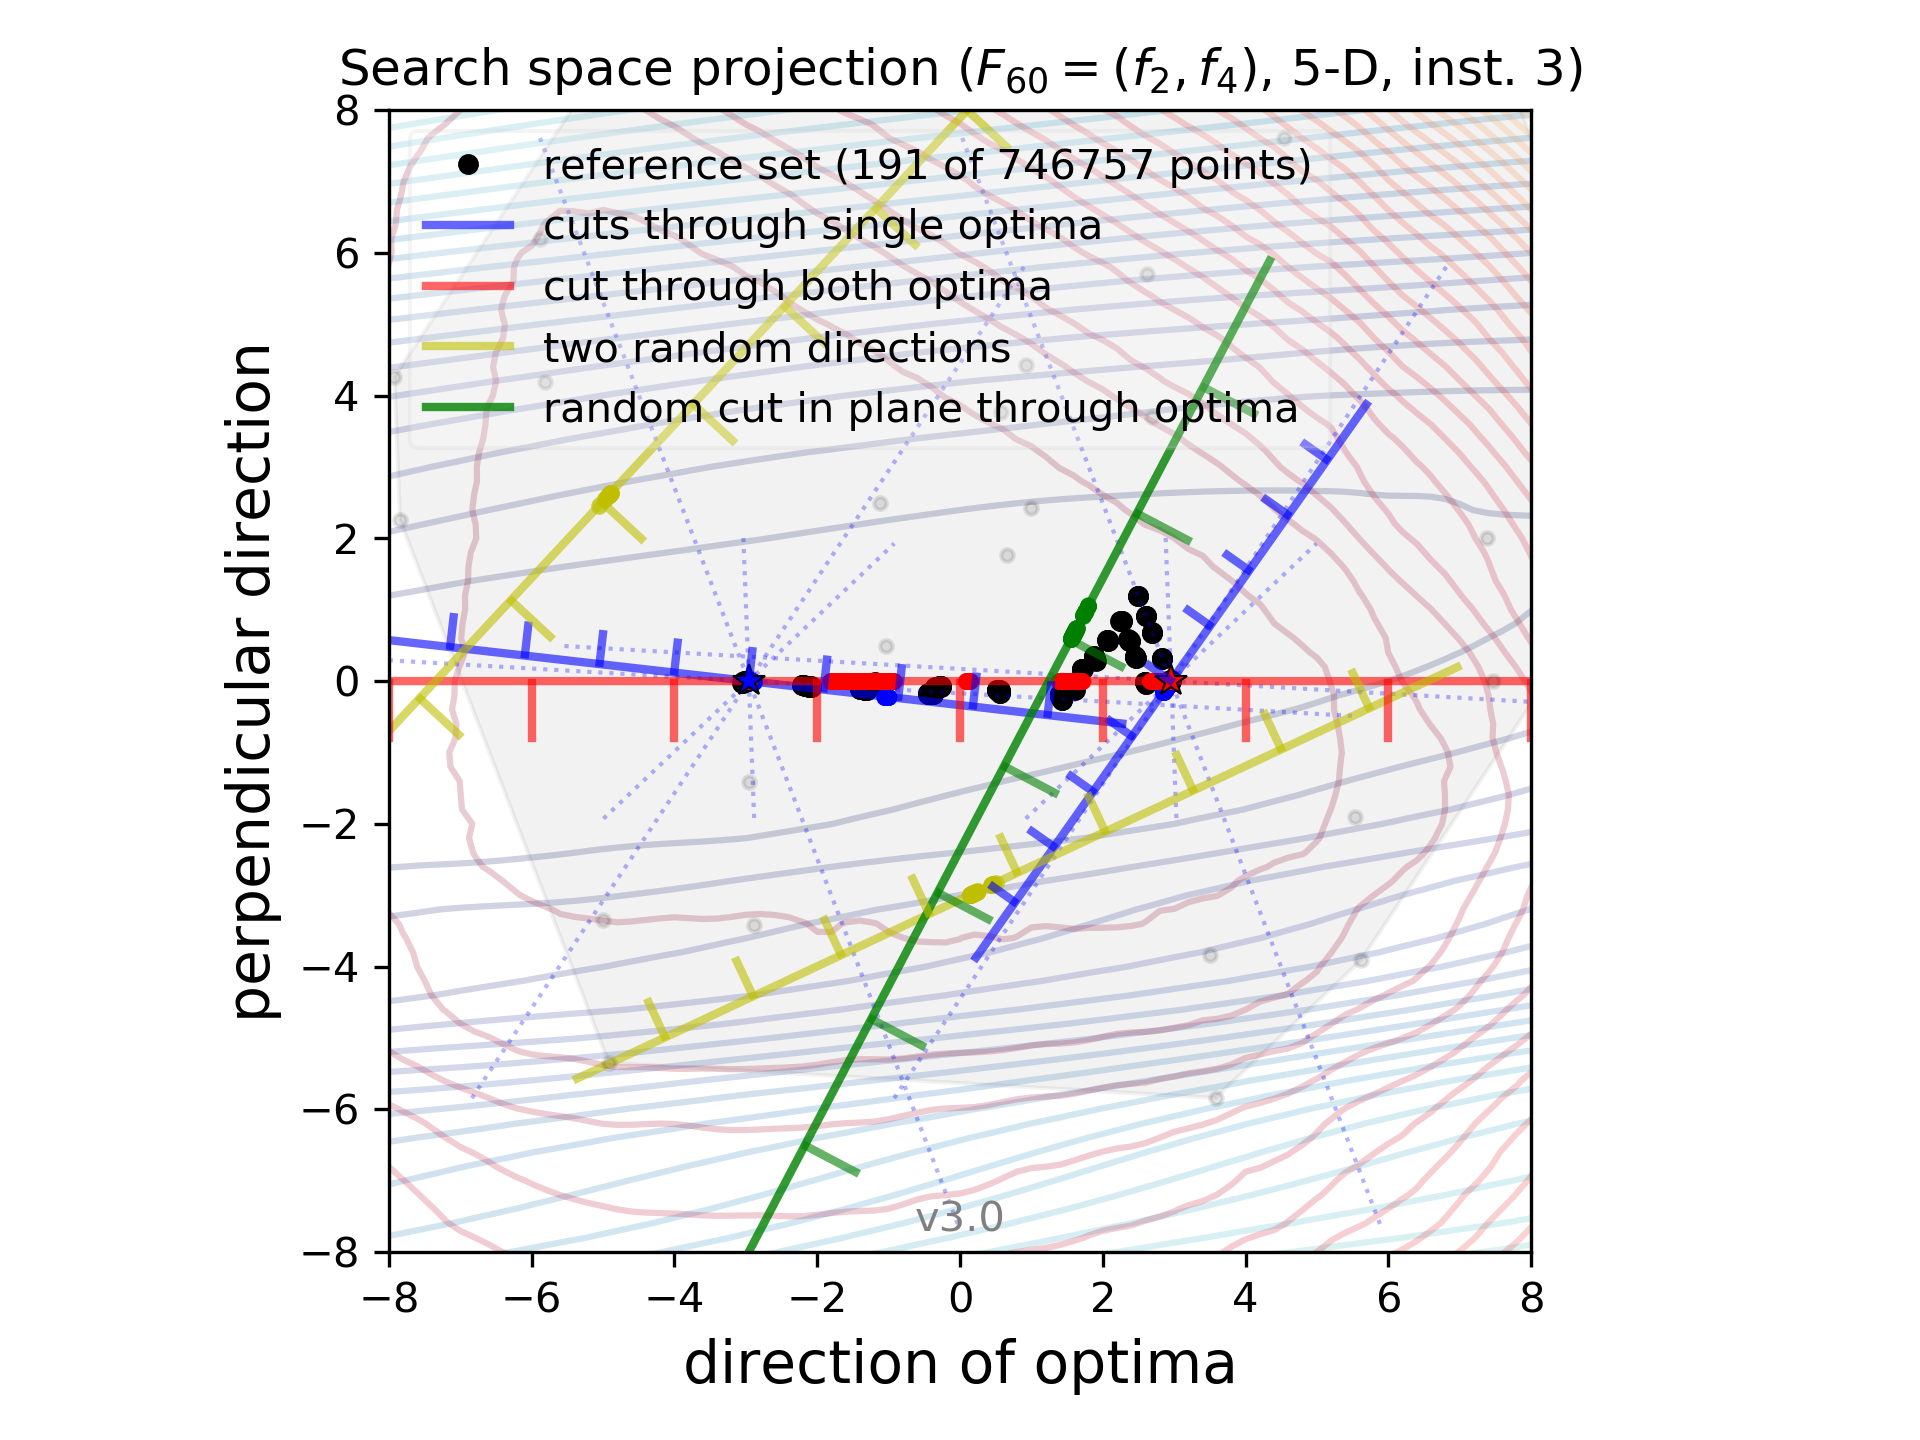 Search space projection (F₆₀ = (f₂, f₄), 5-D, inst. 3)
reference set (191 of 746757 points)
cuts through single optima
cut through both optima
two random directions
random cut in plane through optima
8
6
4
2
0
−2
−4
−6
−8
perpendicular direction
v3.0
−8 −6 −4 −2 0 2 4 6 8
direction of optima